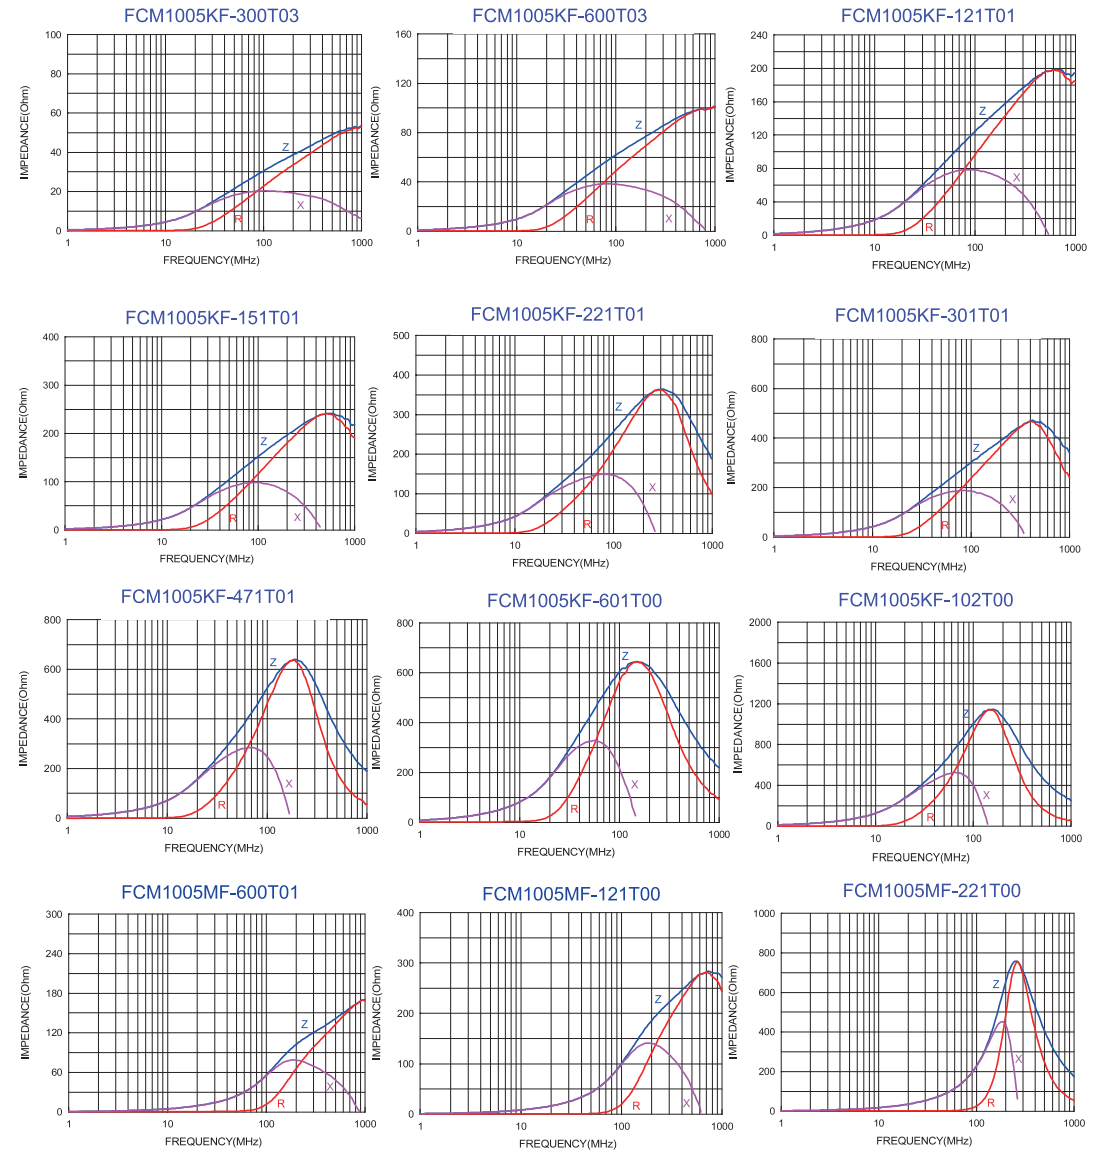 FCM1005KF-300T03
IMPEDANCE(Ohm)
100
80
60
40
20
0
Z
R
X
1 10 100 1000
FREQUENCY(MHz)
FCM1005KF-600T03
IMPEDANCE(Ohm)
160
120
80
40
0
Z
R
X
1 10 100 1000
FREQUENCY(MHz)
FCM1005KF-121T01
IMPEDANCE(Ohm)
240
200
160
120
80
40
0
Z
X
R
1 10 100 1000
FREQUENCY(MHz)
FCM1005KF-151T01
IMPEDANCE(Ohm)
400
300
200
100
0
Z
R
X
1 10 100 1000
FREQUENCY(MHz)
FCM1005KF-221T01
IMPEDANCE(Ohm)
500
400
300
200
100
0
Z
X
R
1 10 100 1000
FREQUENCY(MHz)
FCM1005KF-301T01
IMPEDANCE(Ohm)
800
600
400
200
0
Z
X
R
1 10 100 1000
FREQUENCY(MHz)
FCM1005KF-471T01
IMPEDANCE(Ohm)
800
600
400
200
0
Z
X
R
1 10 100 1000
FREQUENCY(MHz)
FCM1005KF-601T00
IMPEDANCE(Ohm)
800
600
400
200
0
Z
X
R
1 10 100 1000
FREQUENCY(MHz)
FCM1005KF-102T00
IMPEDANCE(Ohm)
2000
1600
1200
800
400
0
Z
X
R
1 10 100 1000
FREQUENCY(MHz)
FCM1005MF-600T01
IMPEDANCE(Ohm)
300
240
180
120
60
0
Z
X
R
1 10 100 1000
FREQUENCY(MHz)
FCM1005MF-121T00
IMPEDANCE(Ohm)
400
300
200
100
0
Z
R
X
1 10 100 1000
FREQUENCY(MHz)
FCM1005MF-221T00
IMPEDANCE(Ohm)
1000
800
600
400
200
0
Z
X
R
1 10 100 1000
FREQUENCY(MHz)